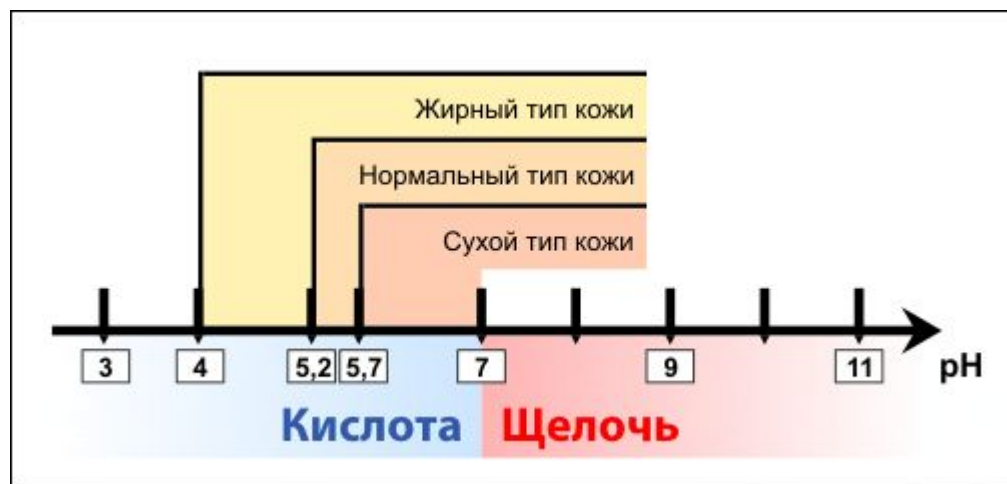 Жирный тип кожи
Нормальный тип кожи
Сухой тип кожи
3 4 5,2 5,7 7 9 11 pH
Кислота Щелочь